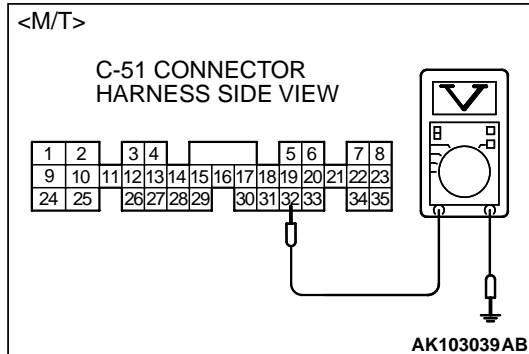 <M/T>
C-51 CONNECTOR
HARNESS SIDE VIEW
V
1 2 3 4 5 6 7 8
9 10 11 12 13 14 15 16 17 18 19 20 21 22 23
24 25 26 27 28 29 30 31 32 33 34 35
AK103039AB